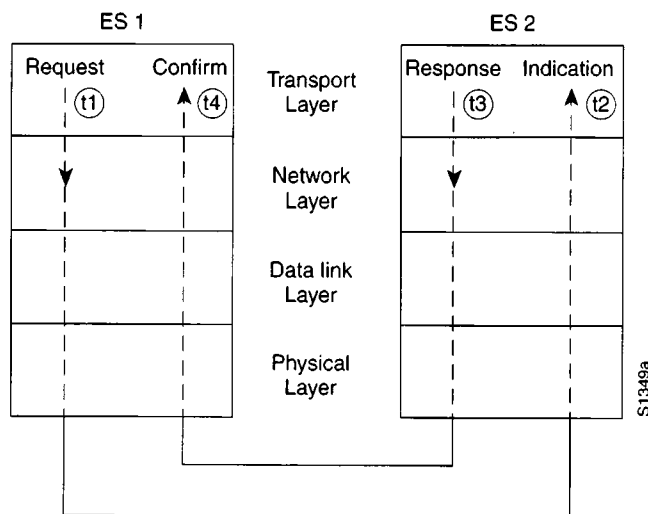 ES 1
ES 2
Request Confirm
t1 t4
Transport
Layer
Response Indication
t3 t2
Network
Layer
Data link
Layer
Physical
Layer
S1349a